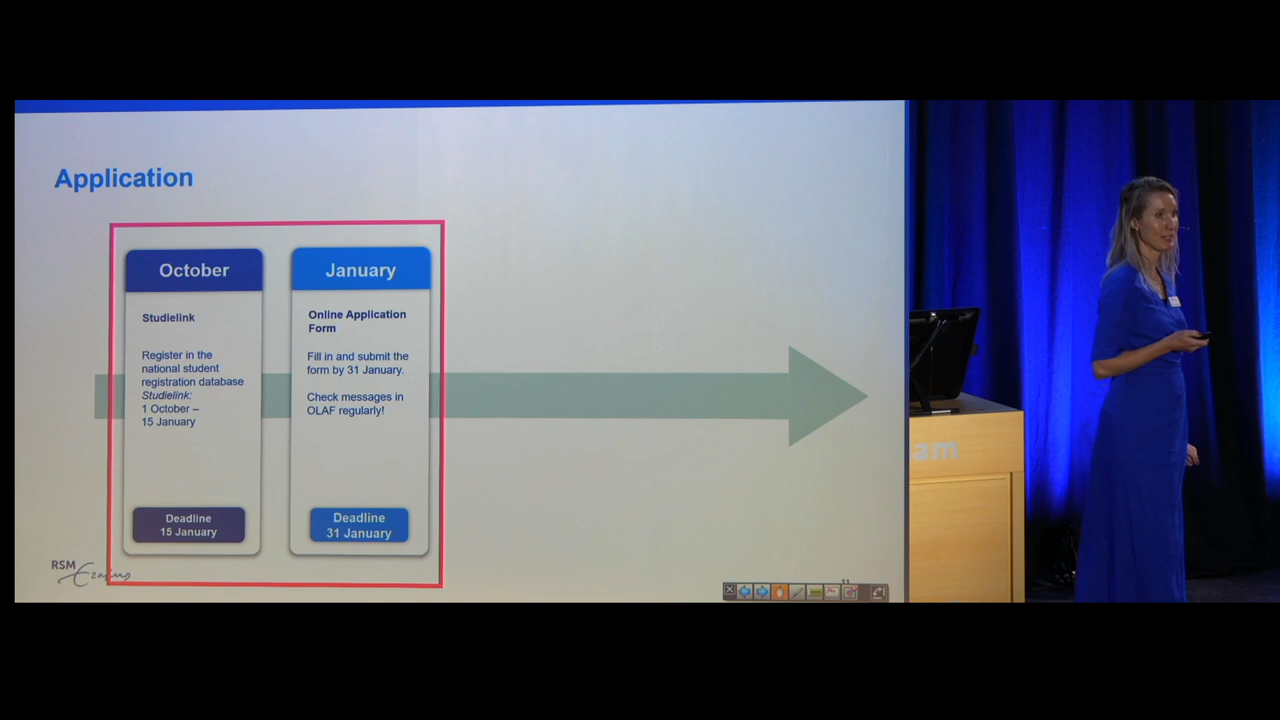 Application
October
Studielink
Register in the
national student
registration database
Studielink:
1 October –
15 January
Deadline
15 January
January
Online Application
Form
Fill in and submit the
form by 31 January.
Check messages in
OLAF regularly!
Deadline
31 January
RSM
Erasmus
am